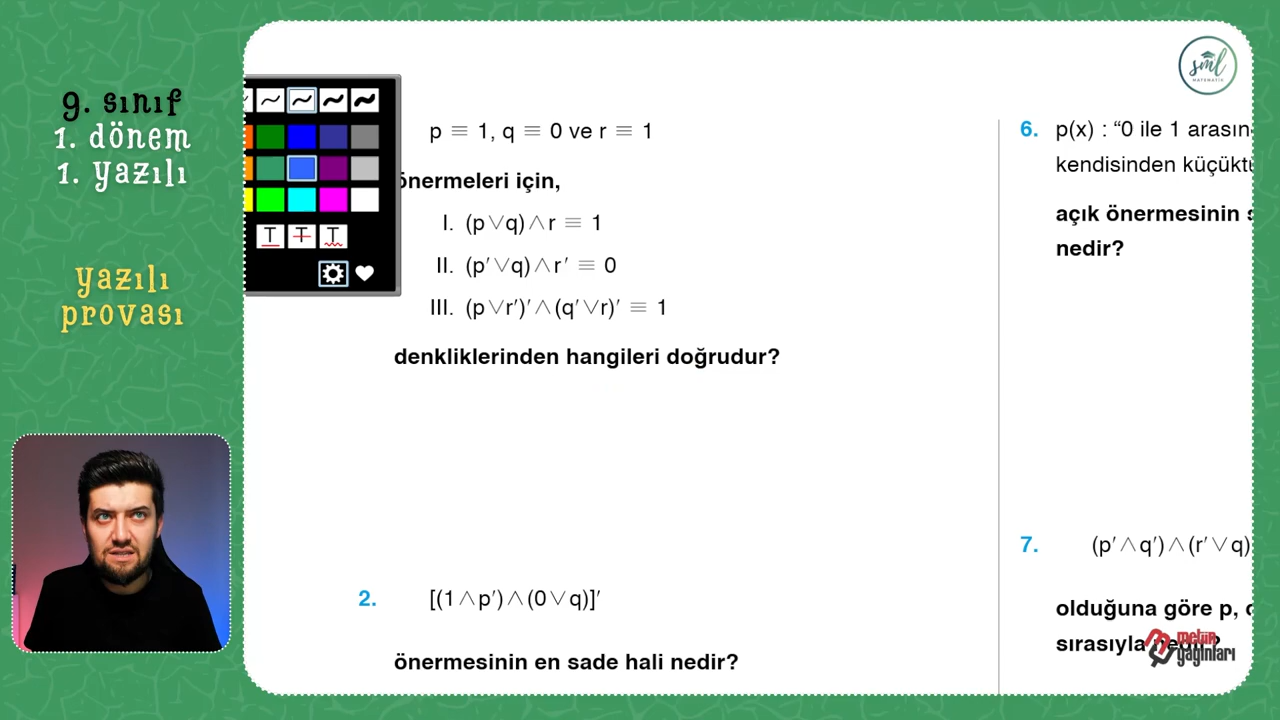 9. sınıf
1. dönem
1. yazılı
yazılı
provası
sml
MATEMATİK
p ≡ 1, q ≡ 0 ve r ≡ 1
önermeleri için,
I. (p∨q)∧r ≡ 1
II. (p′∨q)∧r′ ≡ 0
III. (p∨r′)′∧(q′∨r)′ ≡ 1
denkliklerinden hangileri doğrudur?
2. [(1∧p′)∧(0∨q)]′
önermesinin en sade hali nedir?
6. p(x) : “0 ile 1 arasın
kendisinden küçüktü
açık önermesinin
nedir?
7. (p′∧q′)∧(r′∨q)
olduğuna göre p,
sırasıyla
metin
yayınları